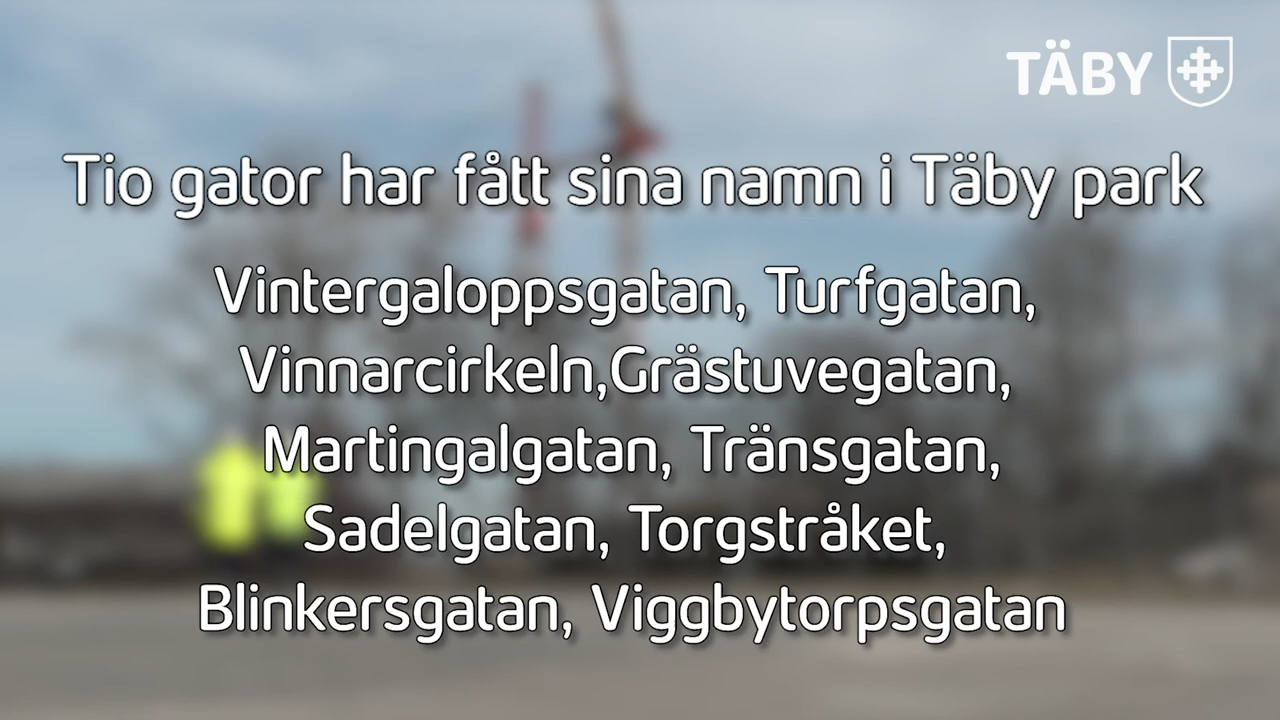 TÄBY
Tio gator har fått sina namn i Täby park
Vintergaloppsgatan, Turfgatan,
Vinnarcirkeln,Grästuvegatan,
Martingalgatan, Tränsgatan,
Sadelgatan, Torgstråket,
Blinkersgatan, Viggbytorpsgatan